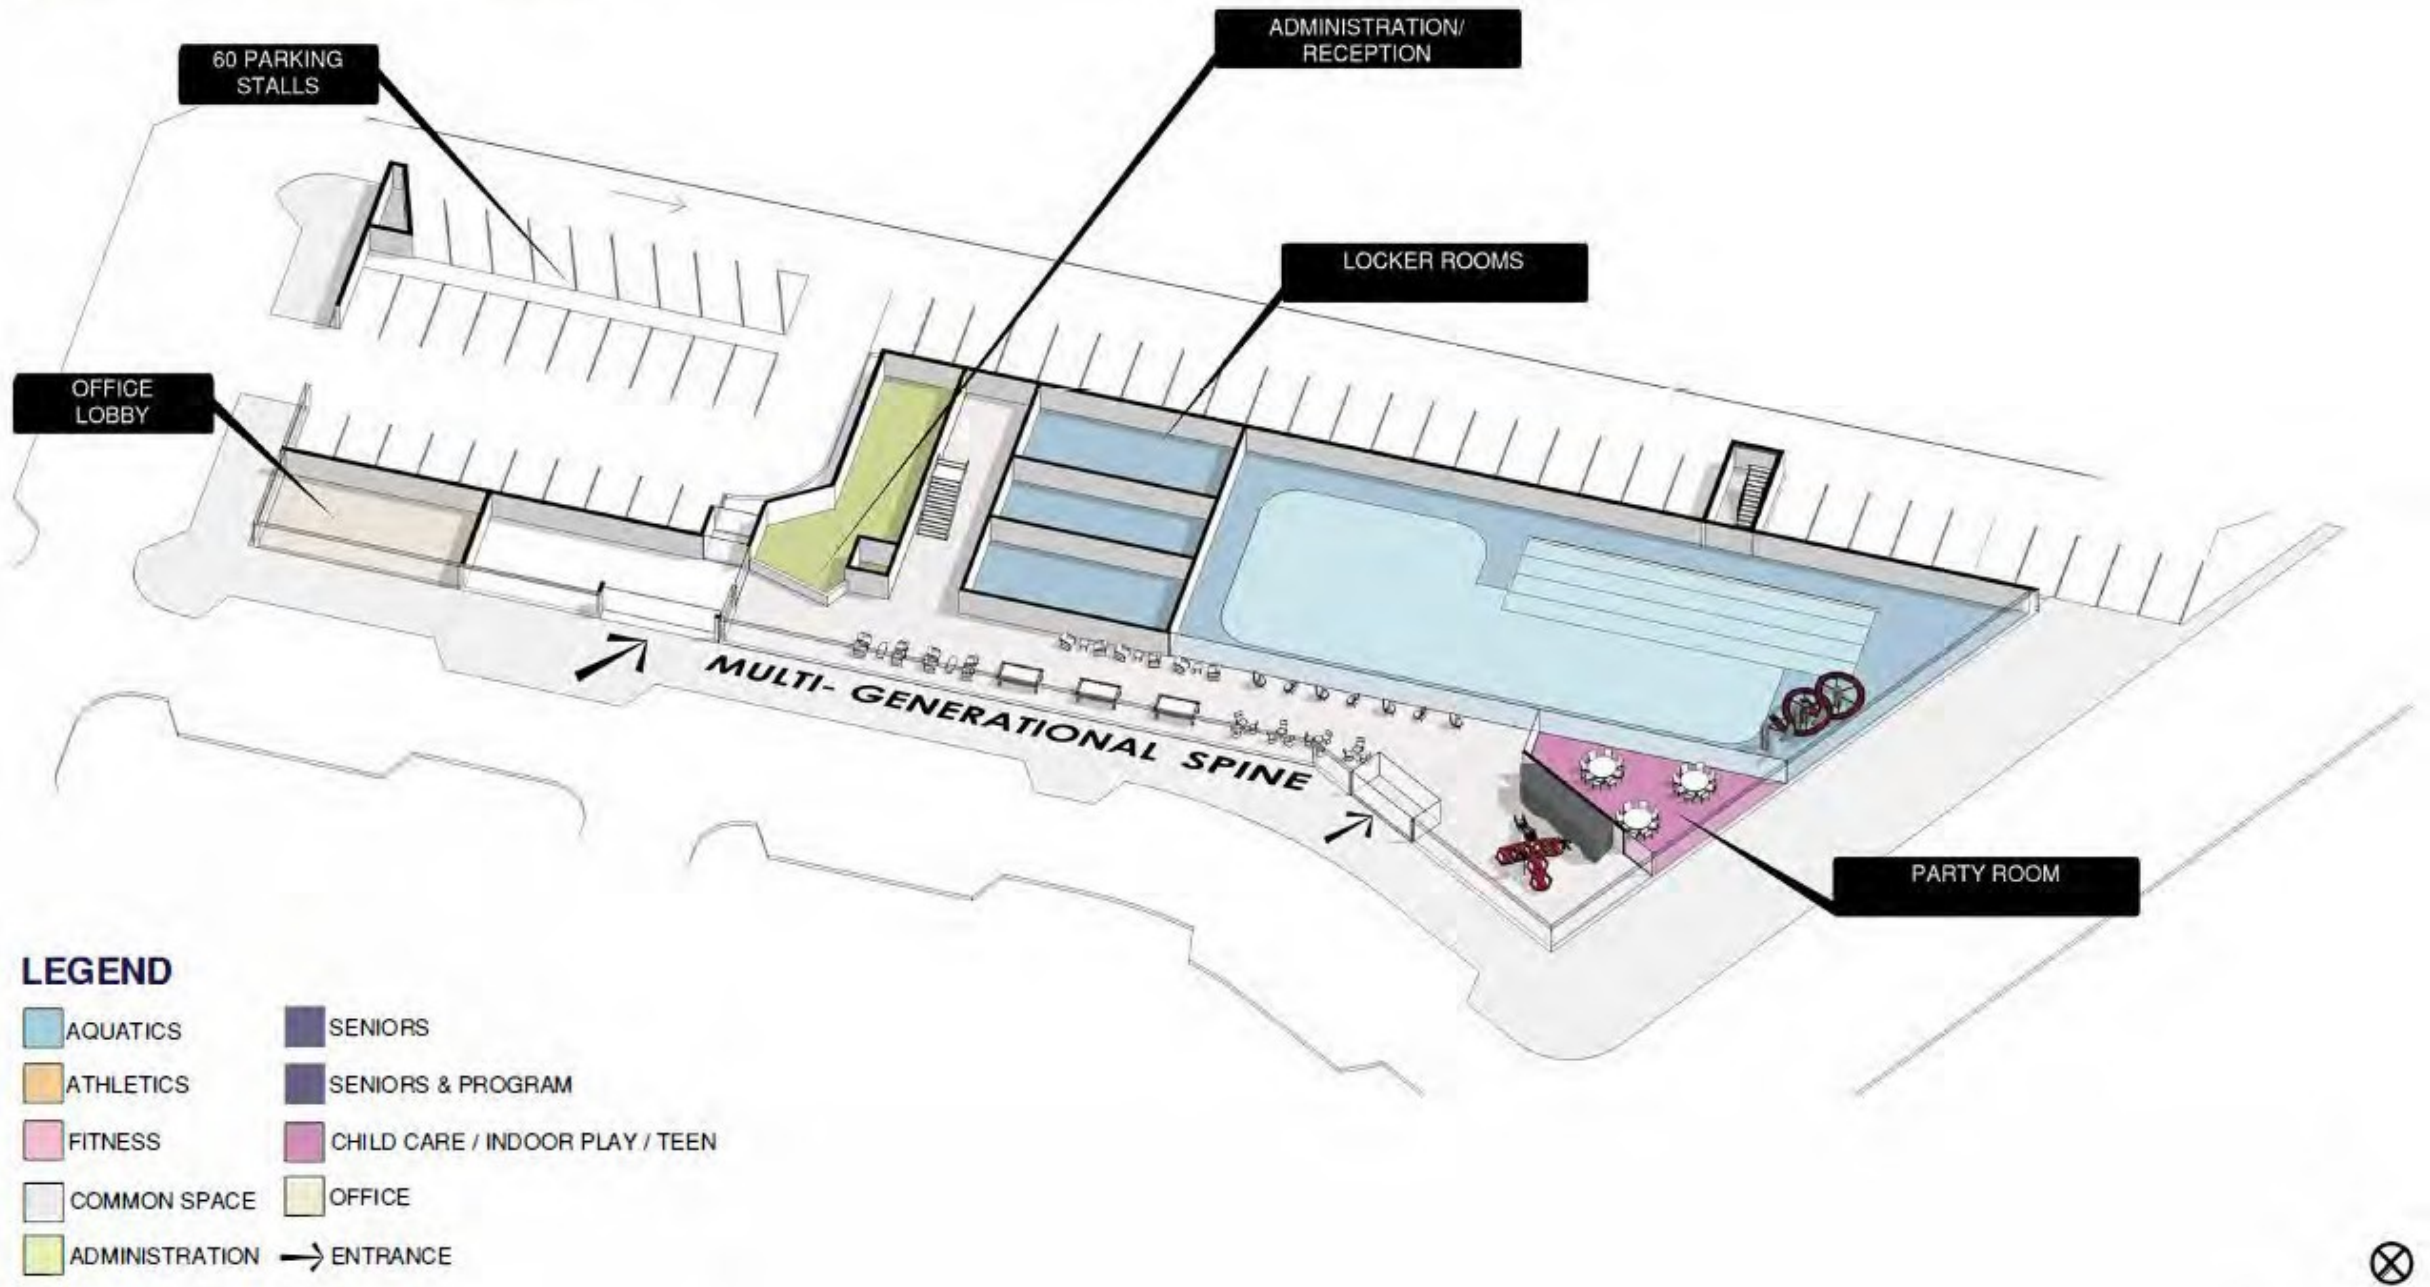 60 PARKING
STALLS
ADMINISTRATION/
RECEPTION
LOCKER ROOMS
OFFICE
LOBBY
MULTI- GENERATIONAL SPINE
PARTY ROOM
LEGEND
AQUATICS
ATHLETICS
FITNESS
COMMON SPACE
ADMINISTRATION
SENIORS
SENIORS & PROGRAM
CHILD CARE / INDOOR PLAY / TEEN
OFFICE
ENTRANCE